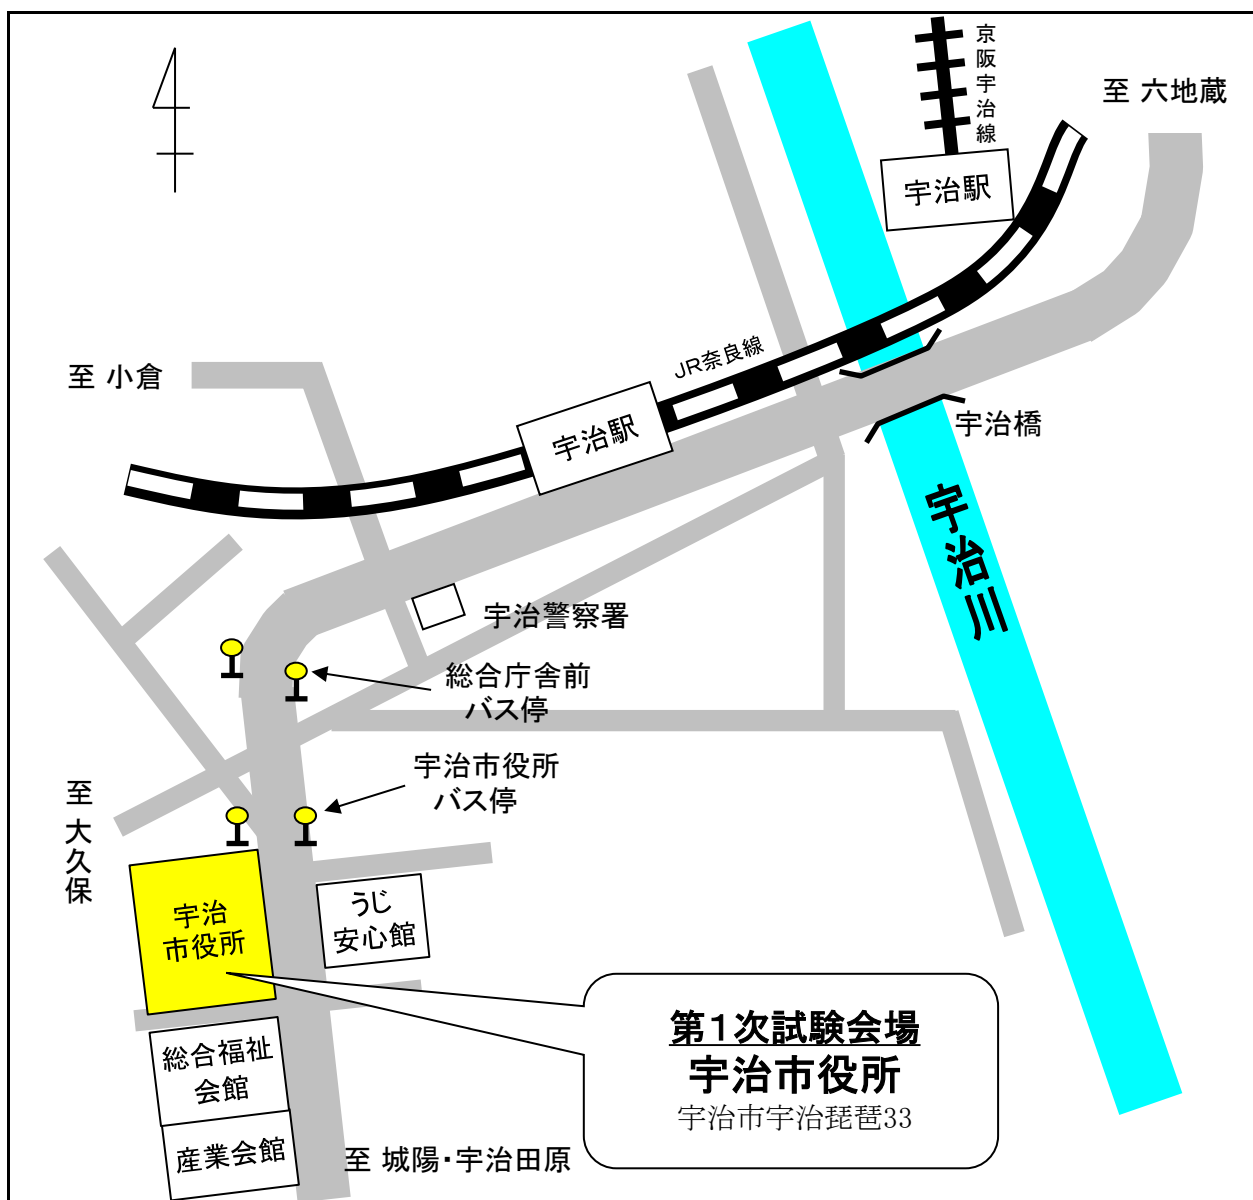 京阪宇治線
至 六地蔵
宇治駅
JR奈良線
至 小倉
宇治駅
宇治橋
宇治川
宇治警察署
総合庁舎前
バス停
宇治市役所
バス停
至 大久保
宇治
市役所
うじ
安心館
第1次試験会場
宇治市役所
宇治市宇治琵琶33
総合福祉
会館
産業会館
至 城陽・宇治田原